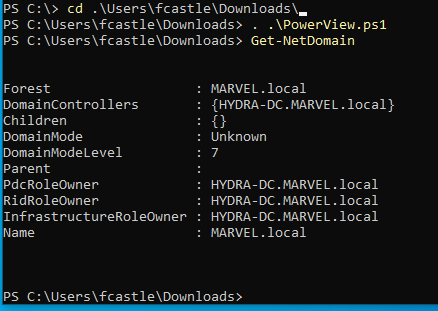 PS C:\> cd .\Users\fcastle\Downloads\
PS C:\Users\fcastle\Downloads> . .\PowerView.ps1
PS C:\Users\fcastle\Downloads> Get-NetDomain
Forest                  : MARVEL.local
DomainControllers       : {HYDRA-DC.MARVEL.local}
Children                : {}
DomainMode              : Unknown
DomainModeLevel         : 7
Parent                  :
PdcRoleOwner            : HYDRA-DC.MARVEL.local
RidRoleOwner            : HYDRA-DC.MARVEL.local
InfrastructureRoleOwner : HYDRA-DC.MARVEL.local
Name                    : MARVEL.local
PS C:\Users\fcastle\Downloads>